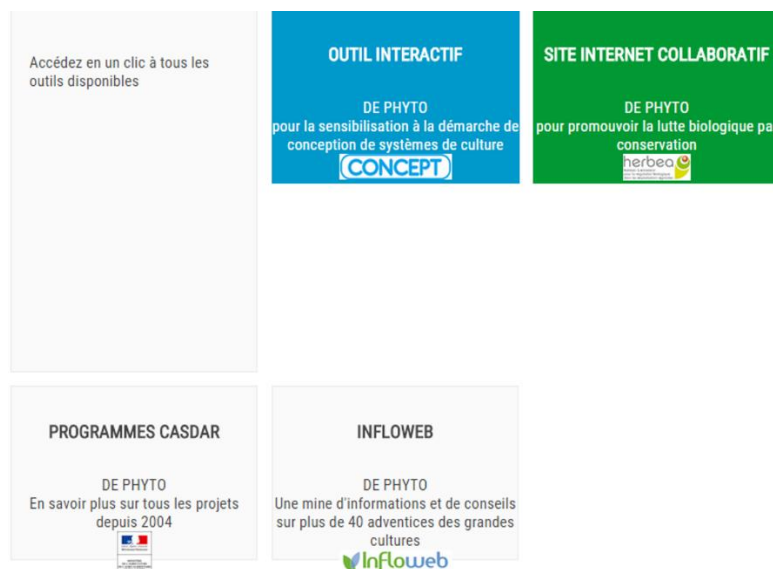 Accédez en un clic à tous les
outils disponibles
OUTIL INTERACTIF
DE PHYTO
pour la sensibilisation à la démarche de
conception de systèmes de culture
CONCEPT
SITE INTERNET COLLABORATIF
DE PHYTO
pour promouvoir la lutte biologique pa
conservation
herbea
PROGRAMMES CASDAR
DE PHYTO
En savoir plus sur tous les projets
depuis 2004
INFLOWEB
DE PHYTO
Une mine d'informations et de conseils
sur plus de 40 adventices des grandes
cultures
Infloweb